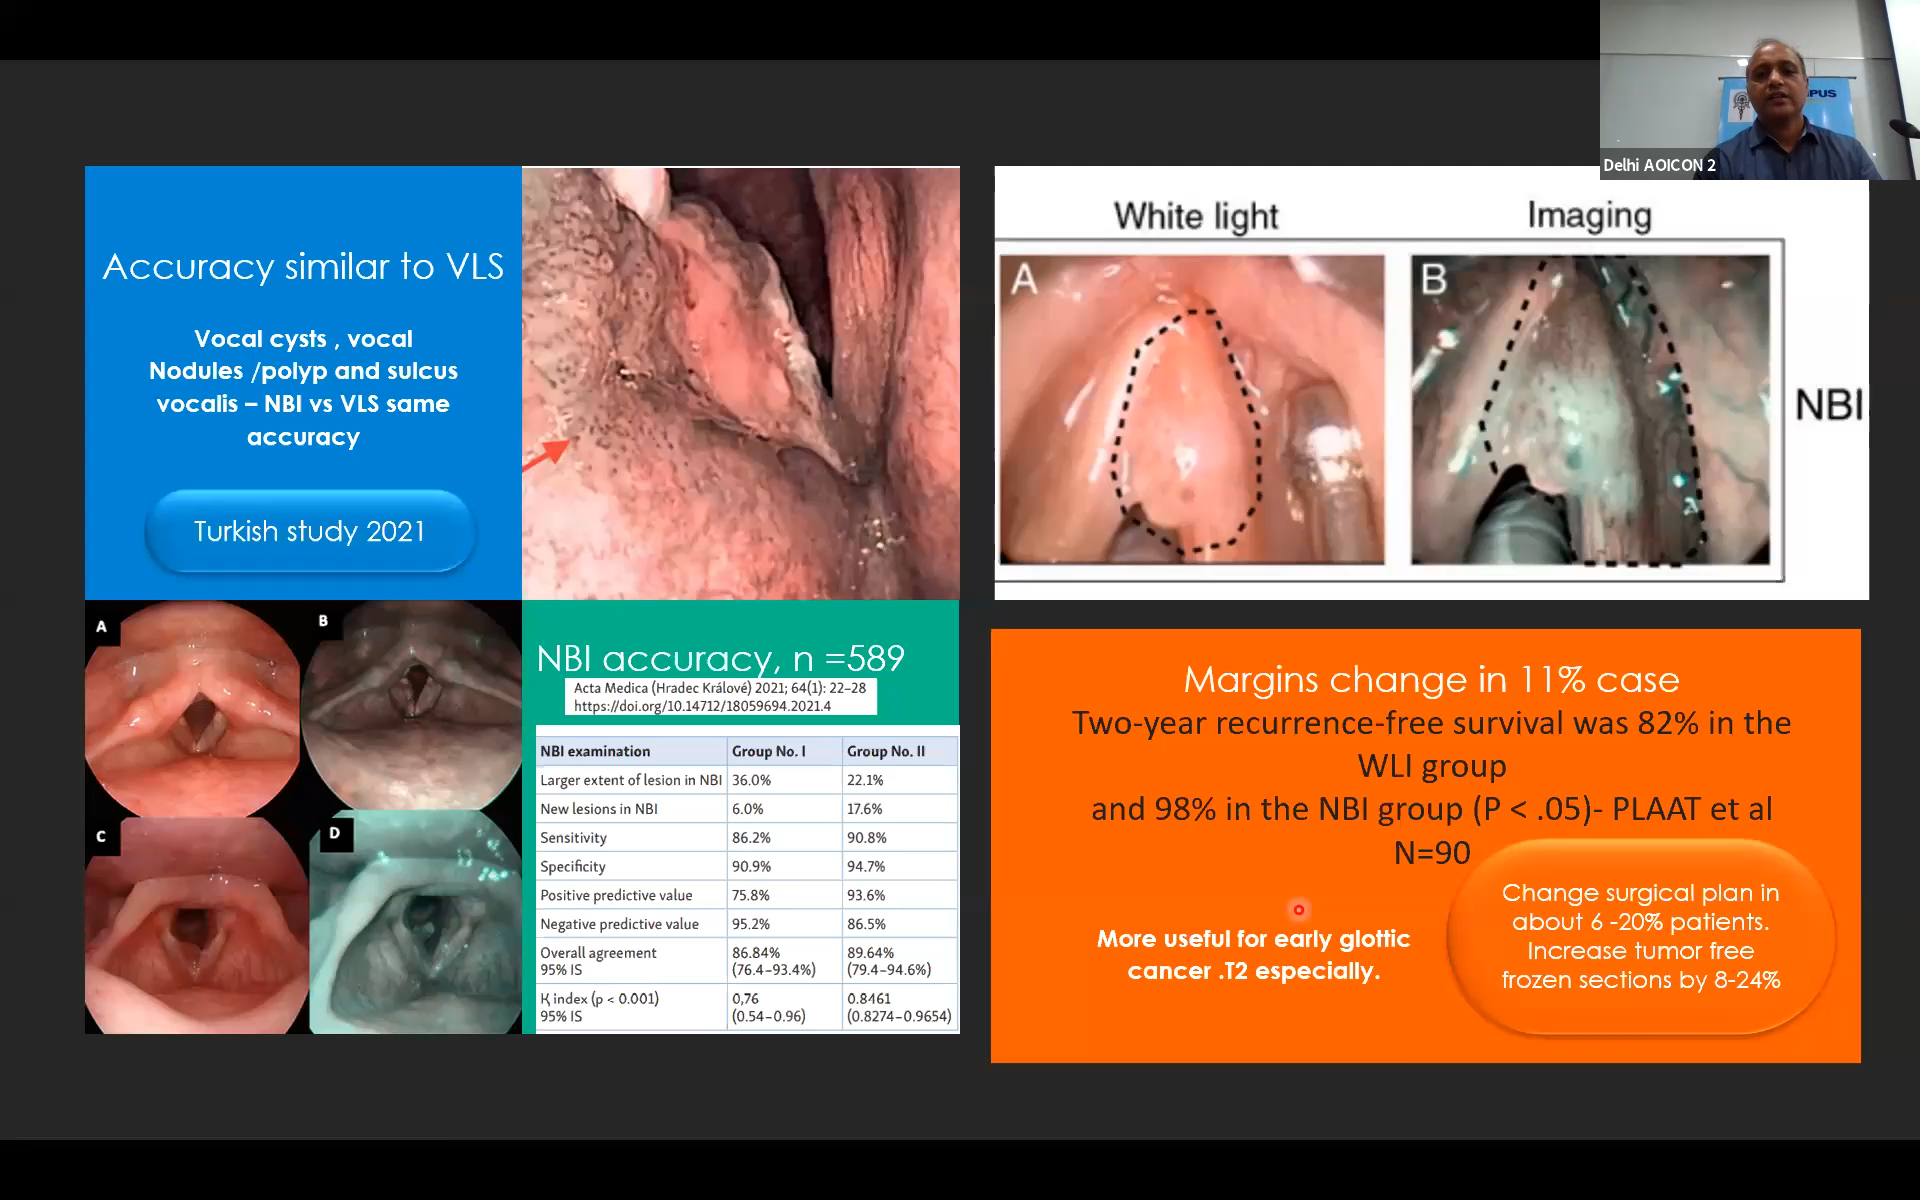 PUS
Delhi AOICON 2
Accuracy similar to VLS
Vocal cysts , vocal
Nodules /polyp and sulcus
vocalis – NBI vs VLS same
accuracy
Turkish study 2021
White light
Imaging
A
B
NBI
A
B
C
D
NBI accuracy, n =589
Acta Medica (Hradec Králové) 2021; 64(1): 22–28
https://doi.org/10.14712/18059694.2021.4
NBI examination Group No. I Group No. II
Larger extent of lesion in NBI 36.0% 22.1%
New lesions in NBI 6.0% 17.6%
Sensitivity 86.2% 90.8%
Specificity 90.9% 94.7%
Positive predictive value 75.8% 93.6%
Negative predictive value 95.2% 86.5%
Overall agreement 86.84% 89.64%
95% IS (76.4–93.4%) (79.4–94.6%)
Ƙ index (p < 0.001) 0,76 0.8461
95% IS (0.54–0.96) (0.8274–0.9654)
Margins change in 11% case
Two-year recurrence-free survival was 82% in the
WLI group
and 98% in the NBI group (P < .05)- PLAAT et al
N=90
More useful for early glottic
cancer .T2 especially.
Change surgical plan in
about 6 -20% patients.
Increase tumor free
frozen sections by 8-24%